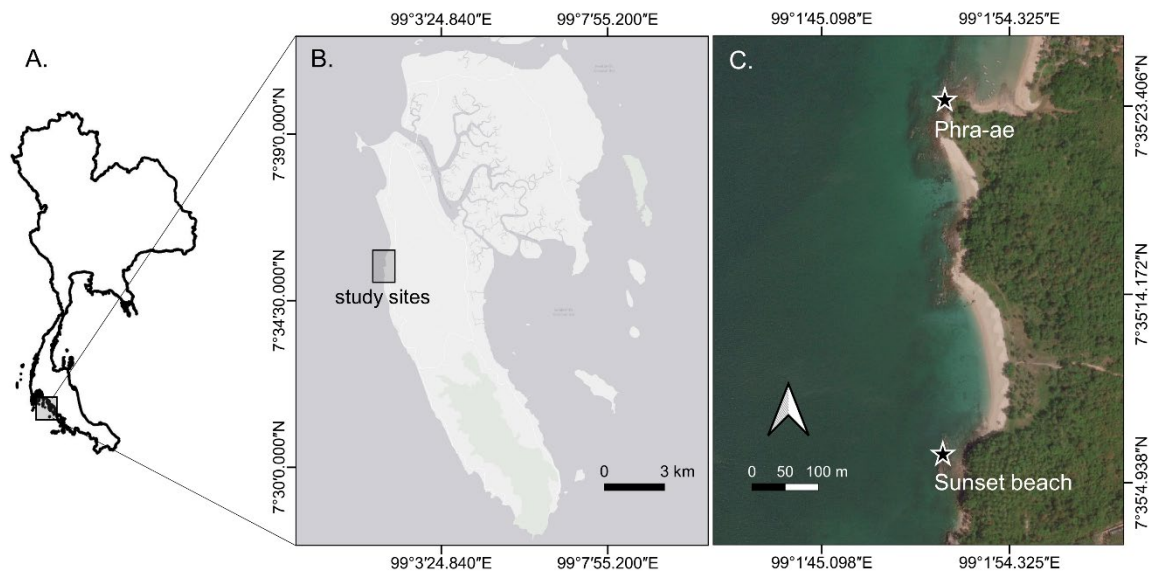 99°3'24.840"E
99°7'55.200"E
99°1'45.098"E
99°1'54.325"E
A.
B.
C.
7°39'0.000"N
7°34'30.000"N
7°30'0.000"N
study sites
0 3 km
Phra-ae
Sunset beach
0 50 100 m
7°35'23.406"N
7°35'14.172"N
7°35'4.938"N
99°3'24.840"E
99°7'55.200"E
99°1'45.098"E
99°1'54.325"E